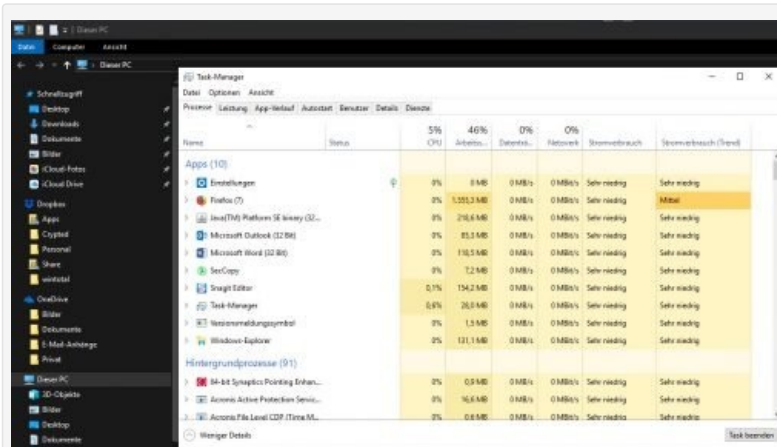 Dieser PC
Datei Computer Ansicht
Dieser PC
Schnellzugriff
Desktop
Downloads
Dokumente
Bilder
iCloud-Fotos
iCloud Drive
Dropbox
Apps
Crypted
Personal
Share
wintotal
OneDrive
Bilder
Dokumente
E-Mail-Anhänge
Privat
Dieser PC
3D-Objekte
Bilder
Desktop
Dokumente
Task-Manager
Datei Optionen Ansicht
Prozesse Leistung App-Verlauf Autostart Benutzer Details Dienste
5% 46% 0% 0%
Name Status CPU Arbeitss... Datenträ... Netzwerk Stromverbrauch Stromverbrauch (Trend)
Apps (10)
Einstellungen 0% 0 MB 0 MB/s 0 MBit/s Sehr niedrig Sehr niedrig
Firefox (7) 0% 1.555,3 MB 0 MB/s 0 MBit/s Sehr niedrig Mittel
Java(TM) Platform SE binary (32... 0% 210,6 MB 0 MB/s 0 MBit/s Sehr niedrig Sehr niedrig
Microsoft Outlook (32 Bit) 0% 85,3 MB 0 MB/s 0 MBit/s Sehr niedrig Sehr niedrig
Microsoft Word (32 Bit) 0% 110,5 MB 0 MB/s 0 MBit/s Sehr niedrig Sehr niedrig
SecCopy 0% 7,2 MB 0 MB/s 0 MBit/s Sehr niedrig Sehr niedrig
Snagit Editor 0,1% 154,2 MB 0 MB/s 0 MBit/s Sehr niedrig Sehr niedrig
Task-Manager 0,6% 26,0 MB 0 MB/s 0 MBit/s Sehr niedrig Sehr niedrig
Versionsmeldungssymbol 0% 1,5 MB 0 MB/s 0 MBit/s Sehr niedrig Sehr niedrig
Windows-Explorer 0% 131,1 MB 0 MB/s 0 MBit/s Sehr niedrig Sehr niedrig
Hintergrundprozesse (91)
64-bit Synaptics Pointing Enhan... 0% 0,9 MB 0 MB/s 0 MBit/s Sehr niedrig Sehr niedrig
Acronis Active Protection Servic... 0% 16,6 MB 0 MB/s 0 MBit/s Sehr niedrig Sehr niedrig
Acronis File Level CDP (Time M... 0% 0,6 MB 0 MB/s 0 MBit/s Sehr niedrig Sehr niedrig
Weniger Details Task beenden